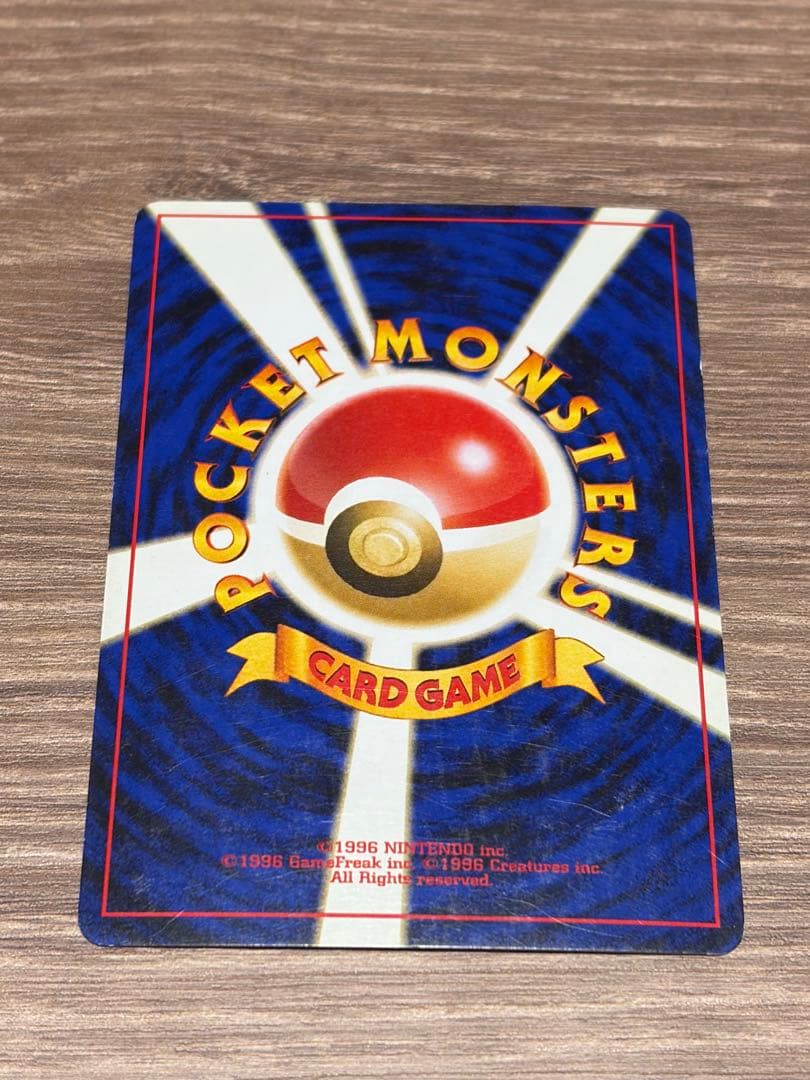 POCKET MONSTERS
CARD GAME
©1996 NINTENDO inc.
©1996 GameFreak inc. ©1996 Creatures inc.
All Rights reserved.